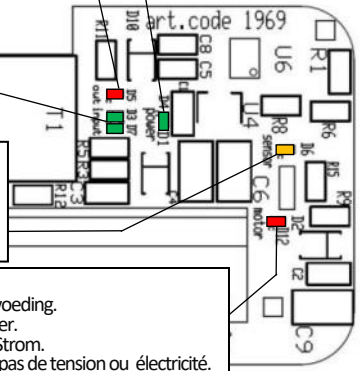 art.code 1969
D10
R11
C8
C5
U6
R1
D5
out
input
D3
D7
T1
power
D1
U4
R8
R6
sensor
D6
R5
R3
C3
R12
C4
C6
R15
R9
motor
D2
D12
C2
C9
voeding.
er.
Strom.
pas de tension ou électricité.